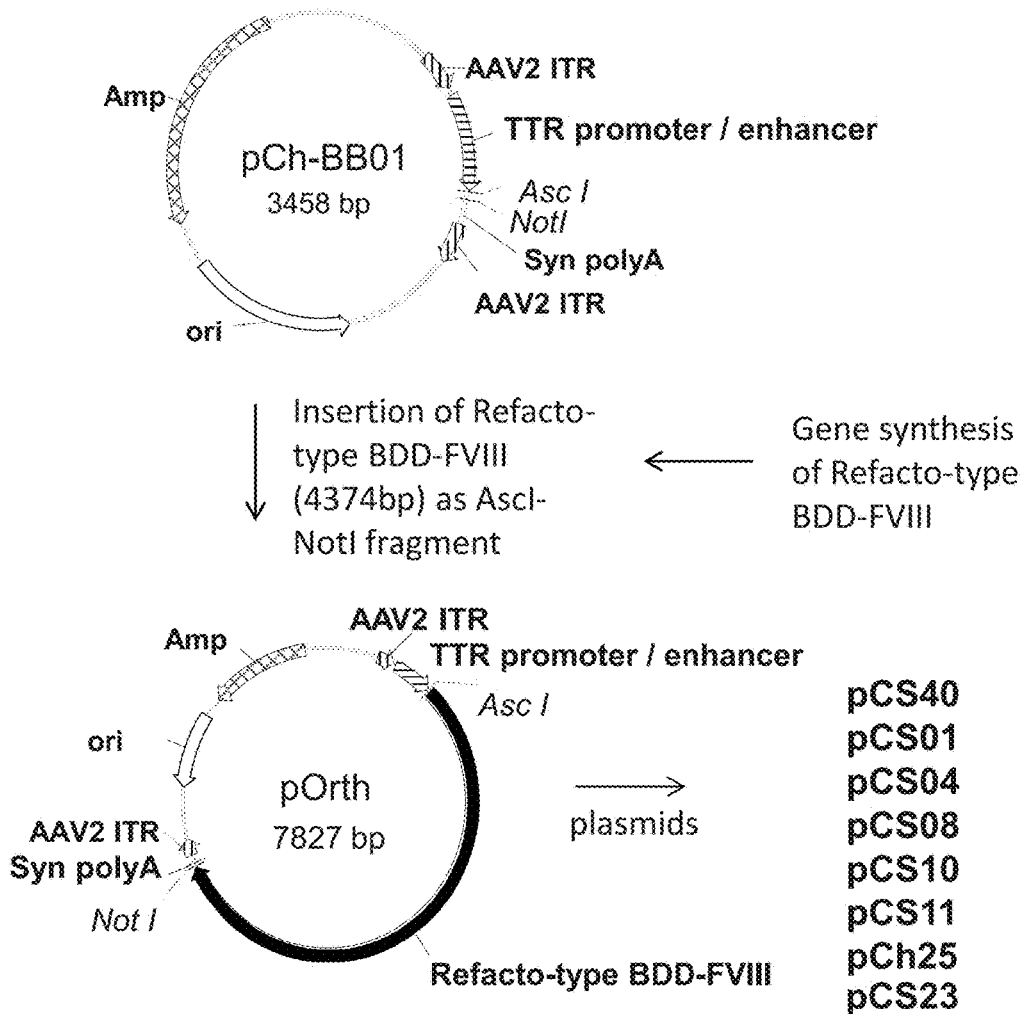 AAV2 ITR
Amp
TTR promoter / enhancer
pCh-BB01
3458 bp
Asc I
NotI
Syn polyA
AAV2 ITR
ori
Insertion of Refacto-
type BDD-FVIII
(4374bp) as AscI-
NotI fragment
Gene synthesis
of Refacto-type
BDD-FVIII
AAV2 ITR
Amp
TTR promoter / enhancer
Asc I
ori
pOrth
7827 bp
AAV2 ITR
Syn polyA
Not I
Refacto-type BDD-FVIII
plasmids
pCS40
pCS01
pCS04
pCS08
pCS10
pCS11
pCh25
pCS23